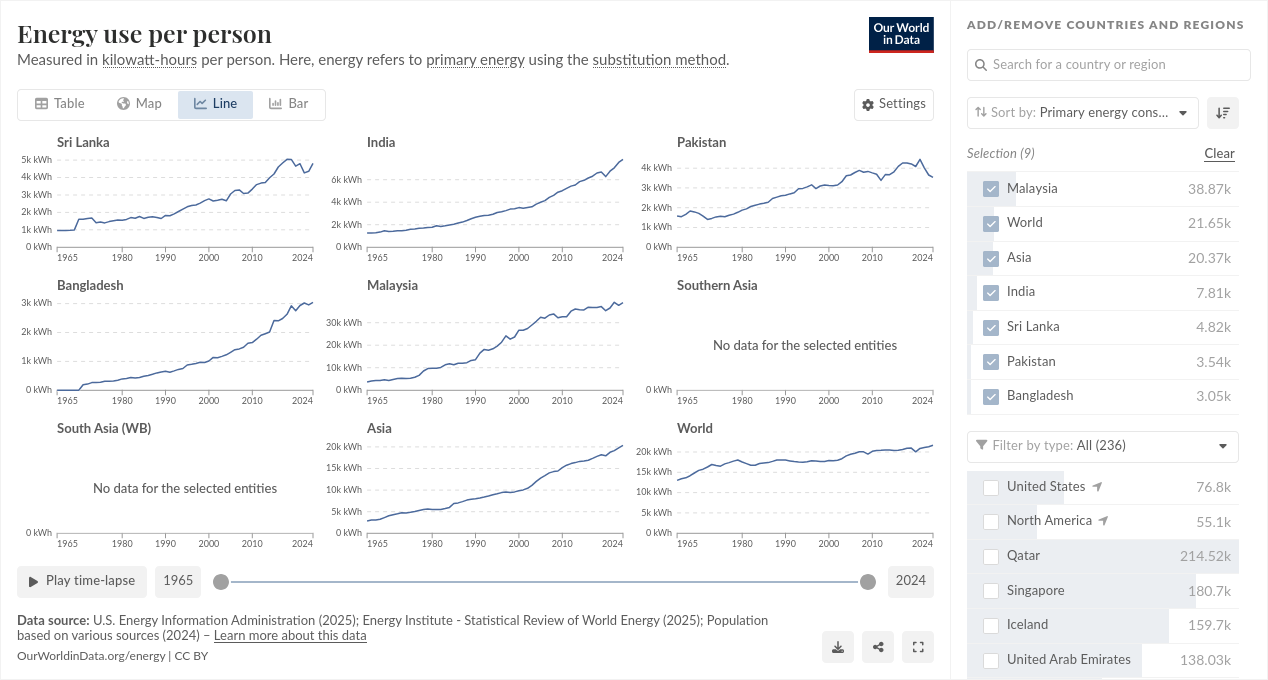 Energy use per person
Measured in kilowatt-hours per person. Here, energy refers to primary energy using the substitution method.
Our World
in Data
Table
Map
Line
Bar
Settings
Sri Lanka
5k kWh
4k kWh
3k kWh
2k kWh
1k kWh
0 kWh
1965 1980 1990 2000 2010 2024
India
6k kWh
4k kWh
2k kWh
0 kWh
1965 1980 1990 2000 2010 2024
Pakistan
4k kWh
3k kWh
2k kWh
1k kWh
0 kWh
1965 1980 1990 2000 2010 2024
Bangladesh
3k kWh
2k kWh
1k kWh
0 kWh
1965 1980 1990 2000 2010 2024
Malaysia
30k kWh
20k kWh
10k kWh
0 kWh
1965 1980 1990 2000 2010 2024
Southern Asia
No data for the selected entities
0 kWh
1965 1980 1990 2000 2010 2024
South Asia (WB)
No data for the selected entities
0 kWh
1965 1980 1990 2000 2010 2024
Asia
20k kWh
15k kWh
10k kWh
5k kWh
0 kWh
1965 1980 1990 2000 2010 2024
World
20k kWh
15k kWh
10k kWh
5k kWh
0 kWh
1965 1980 1990 2000 2010 2024
Play time-lapse
1965
2024
Data source: U.S. Energy Information Administration (2025); Energy Institute - Statistical Review of World Energy (2025); Population
based on various sources (2024) – Learn more about this data
OurWorldinData.org/energy | CC BY
ADD/REMOVE COUNTRIES AND REGIONS
Search for a country or region
Sort by: Primary energy cons...
Selection (9)
Clear
Malaysia 38.87k
World 21.65k
Asia 20.37k
India 7.81k
Sri Lanka 4.82k
Pakistan 3.54k
Bangladesh 3.05k
Filter by type: All (236)
United States 76.8k
North America 55.1k
Qatar 214.52k
Singapore 180.7k
Iceland 159.7k
United Arab Emirates 138.03k